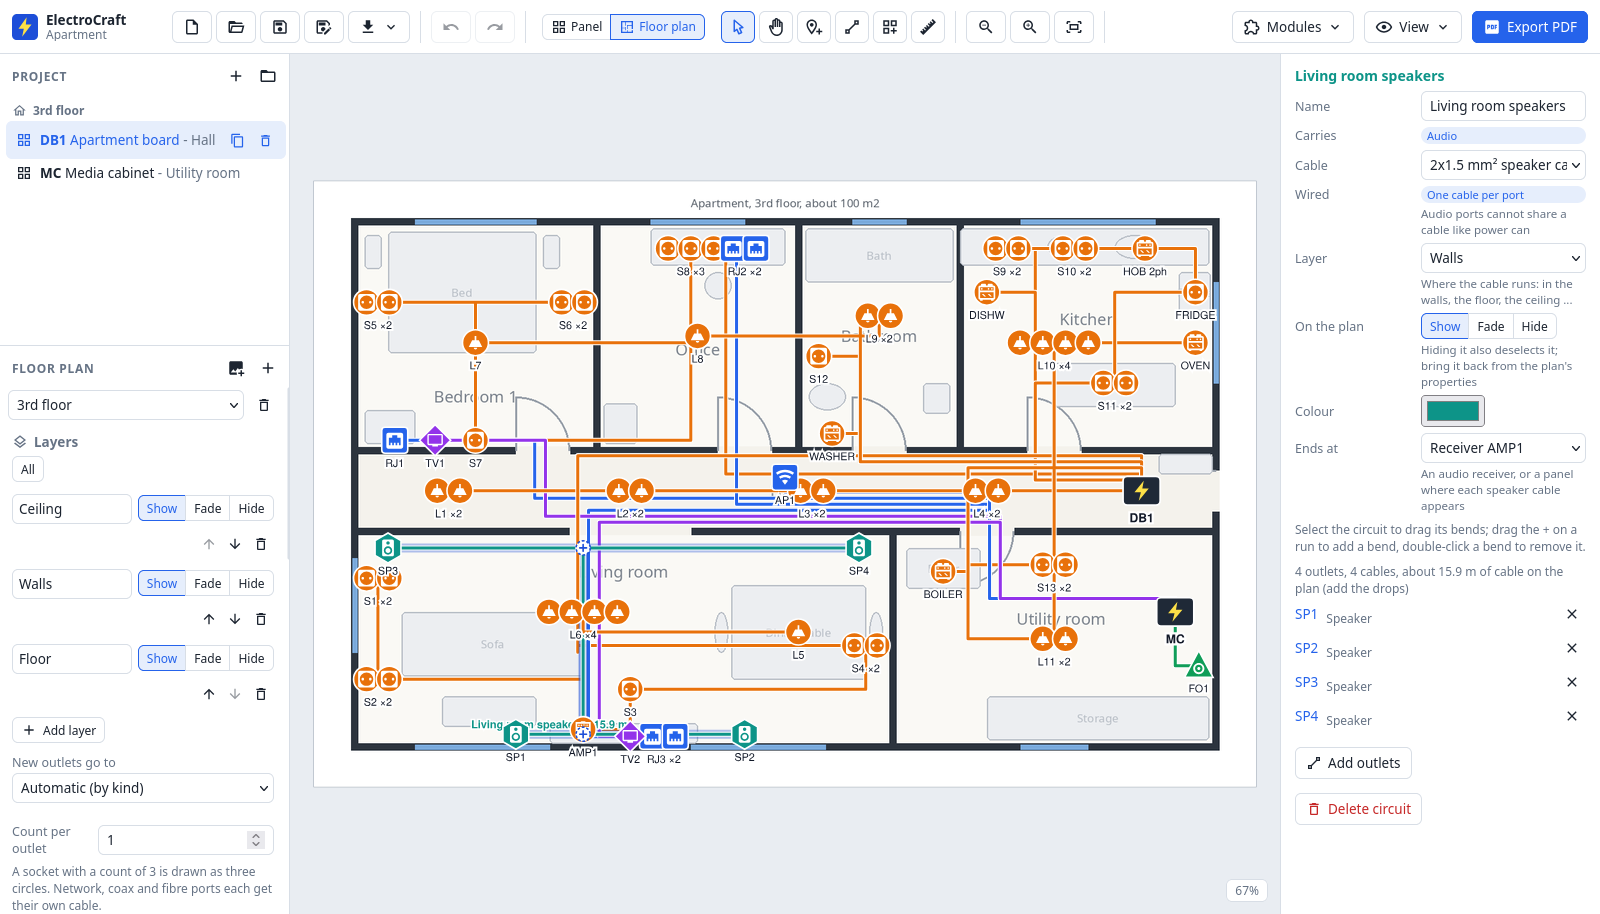 ElectroCraft
Apartment
Panel
Floor plan
Modules
View
PDF
Export PDF
PROJECT
3rd floor
DB1 Apartment board - Hall
MC Media cabinet - Utility room
FLOOR PLAN
3rd floor
Layers
All
Ceiling
Show
Fade
Hide
Walls
Show
Fade
Hide
Floor
Show
Fade
Hide
Add layer
New outlets go to
Automatic (by kind)
Count per
outlet
1
A socket with a count of 3 is drawn as three
circles. Network, coax and fibre ports each get
their own cable.
Apartment, 3rd floor, about 100 m2
Bed
Bath
S8 ×3
RJ2 ×2
S9 ×2
S10 ×2
HOB 2ph
DISHW
FRIDGE
S5 ×2
S6 ×2
Kitchen
L9 ×2
L7
Office
L8
S12
L10 ×4
OVEN
Bedroom 1
S11 ×2
RJ1
TV1
S7
WASHER
AP1
L1 ×2
L2 ×2
L3 ×2
L4 ×2
DB1
SP3
SP4
S1 ×2
BOILER
S13 ×2
L6 ×4
Sofa
L5
S4 ×2
Utility room
MC
L11 ×2
FO1
S2 ×2
S3
Storage
SP1
AMP1
TV2
RJ3 ×2
SP2
67%
Living room speakers
Name
Living room speakers
Carries
Audio
Cable
2x1.5 mm² speaker ca
Wired
One cable per port
Audio ports cannot share a
cable like power can
Layer
Walls
Where the cable runs: in the
walls, the floor, the ceiling ...
On the plan
Show
Fade
Hide
Hiding it also deselects it;
bring it back from the plan's
properties
Colour
Ends at
Receiver AMP1
An audio receiver, or a panel
where each speaker cable
appears
Select the circuit to drag its bends; drag the + on a
run to add a bend, double-click a bend to remove it.
4 outlets, 4 cables, about 15.9 m of cable on the
plan (add the drops)
SP1 Speaker
SP2 Speaker
SP3 Speaker
SP4 Speaker
Add outlets
Delete circuit